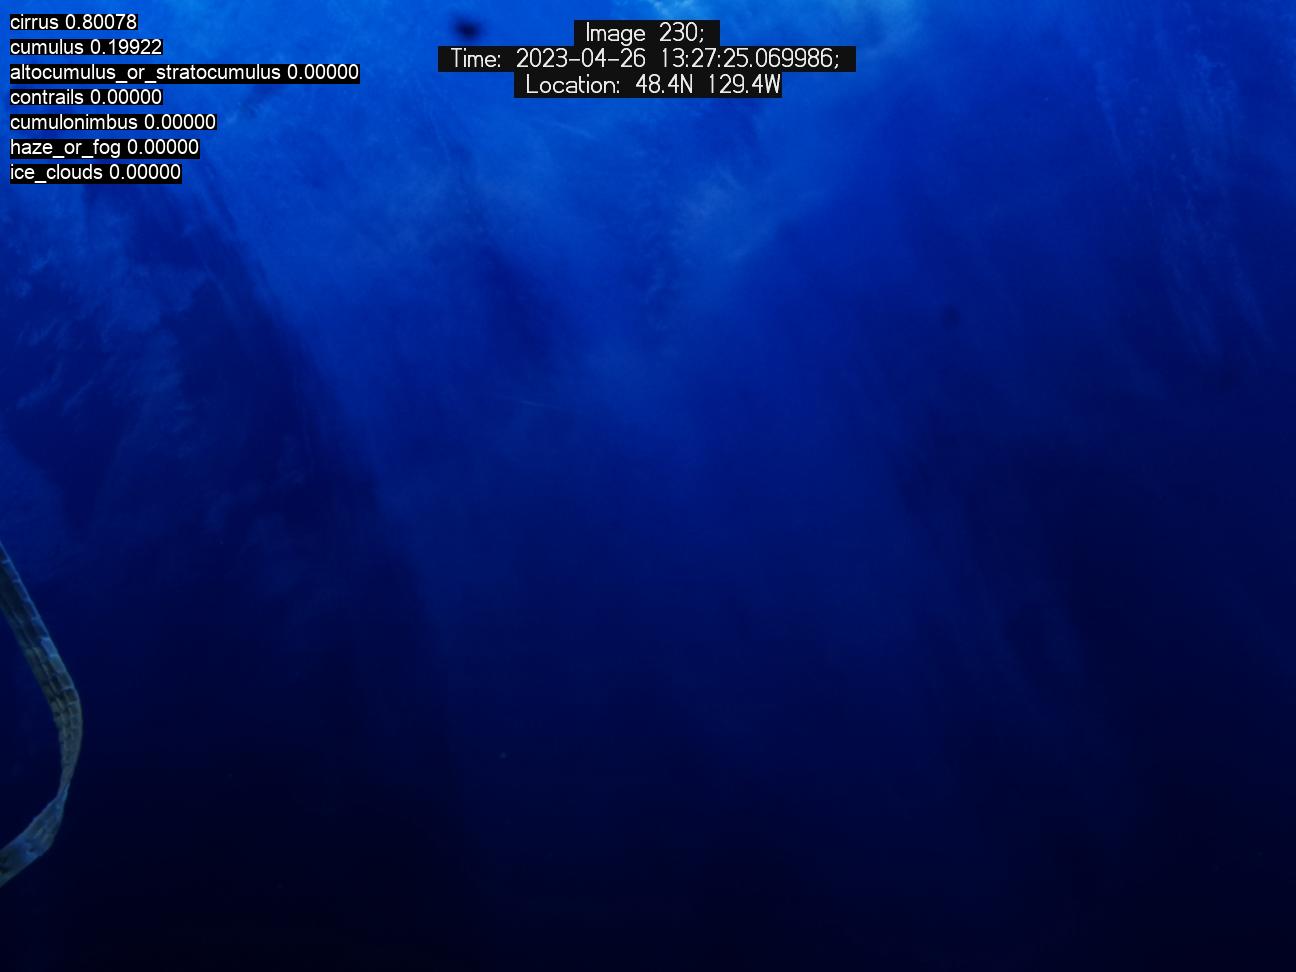 cirrus 0.80078
cumulus 0.19922
altocumulus_or_stratocumulus 0.00000
contrails 0.00000
cumulonimbus 0.00000
haze_or_fog 0.00000
ice_clouds 0.00000
Image 230;
Time: 2023-04-26 13:27:25.069986;
Location: 48.4N 129.4W